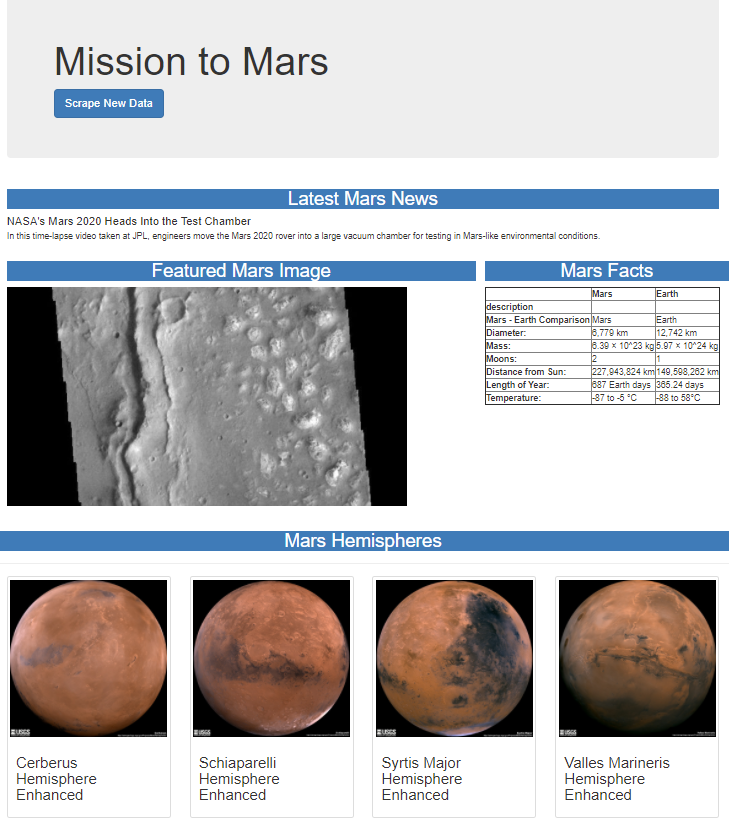 Mission to Mars
Scrape New Data
Latest Mars News
NASA's Mars 2020 Heads Into the Test Chamber
In this time-lapse video taken at JPL, engineers move the Mars 2020 rover into a large vacuum chamber for testing in Mars-like environmental conditions.
Featured Mars Image
Mars Facts
Mars Earth
description
Mars - Earth Comparison Mars Earth
Diameter: 6,779 km 12,742 km
Mass: 6.39 × 10^23 kg 5.97 × 10^24 kg
Moons: 2 1
Distance from Sun: 227,943,824 km 149,598,262 km
Length of Year: 687 Earth days 365.24 days
Temperature: -87 to -5 °C -88 to 58°C
Mars Hemispheres
USGS
USGS
USGS
USGS
Cerberus
Hemisphere
Enhanced
Schiaparelli
Hemisphere
Enhanced
Syrtis Major
Hemisphere
Enhanced
Valles Marineris
Hemisphere
Enhanced